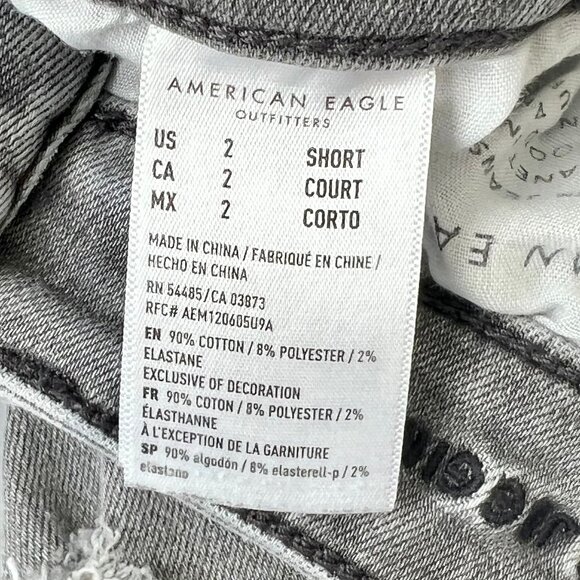 AMERICAN EAGLE
OUTFITTERS
US 2 SHORT
CA 2 COURT
MX 2 CORTO
MADE IN CHINA / FABRIQUÉ EN CHINE /
HECHO EN CHINA
RN 54485/CA 03873
RFC# AEM120605U9A
EN 90% COTTON / 8% POLYESTER / 2%
ELASTANE
EXCLUSIVE OF DECORATION
FR 90% COTON / 8% POLYESTER / 2%
ÉLASTHANNE
À L'EXCEPTION DE LA GARNITURE
SP 90% algodón / 8% elasterell-p / 2%
elastano